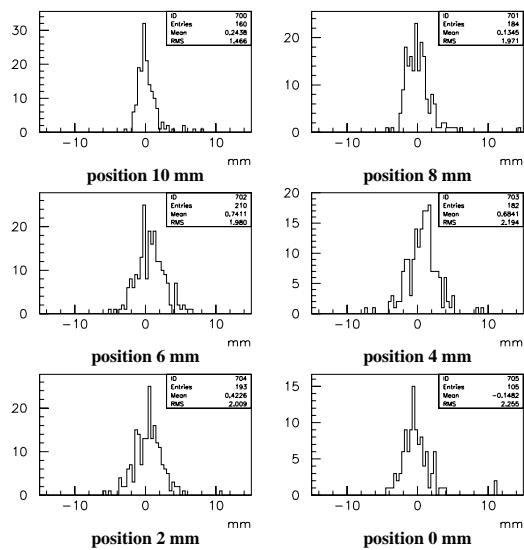 ID 700
Entries 160
Mean 0.2438
RMS 1.466
30
20
10
0
-10 0 10
mm
position 10 mm
ID 701
Entries 184
Mean 0.1345
RMS 1.971
20
10
0
-10 0 10
mm
position 8 mm
ID 702
Entries 210
Mean 0.7411
RMS 1.980
20
10
0
-10 0 10
mm
position 6 mm
ID 703
Entries 182
Mean 0.6841
RMS 2.194
20
15
10
5
0
-10 0 10
mm
position 4 mm
ID 704
Entries 193
Mean 0.4226
RMS 2.009
20
10
0
-10 0 10
mm
position 2 mm
ID 705
Entries 105
Mean -0.1482
RMS 2.255
15
10
5
0
-10 0 10
mm
position 0 mm